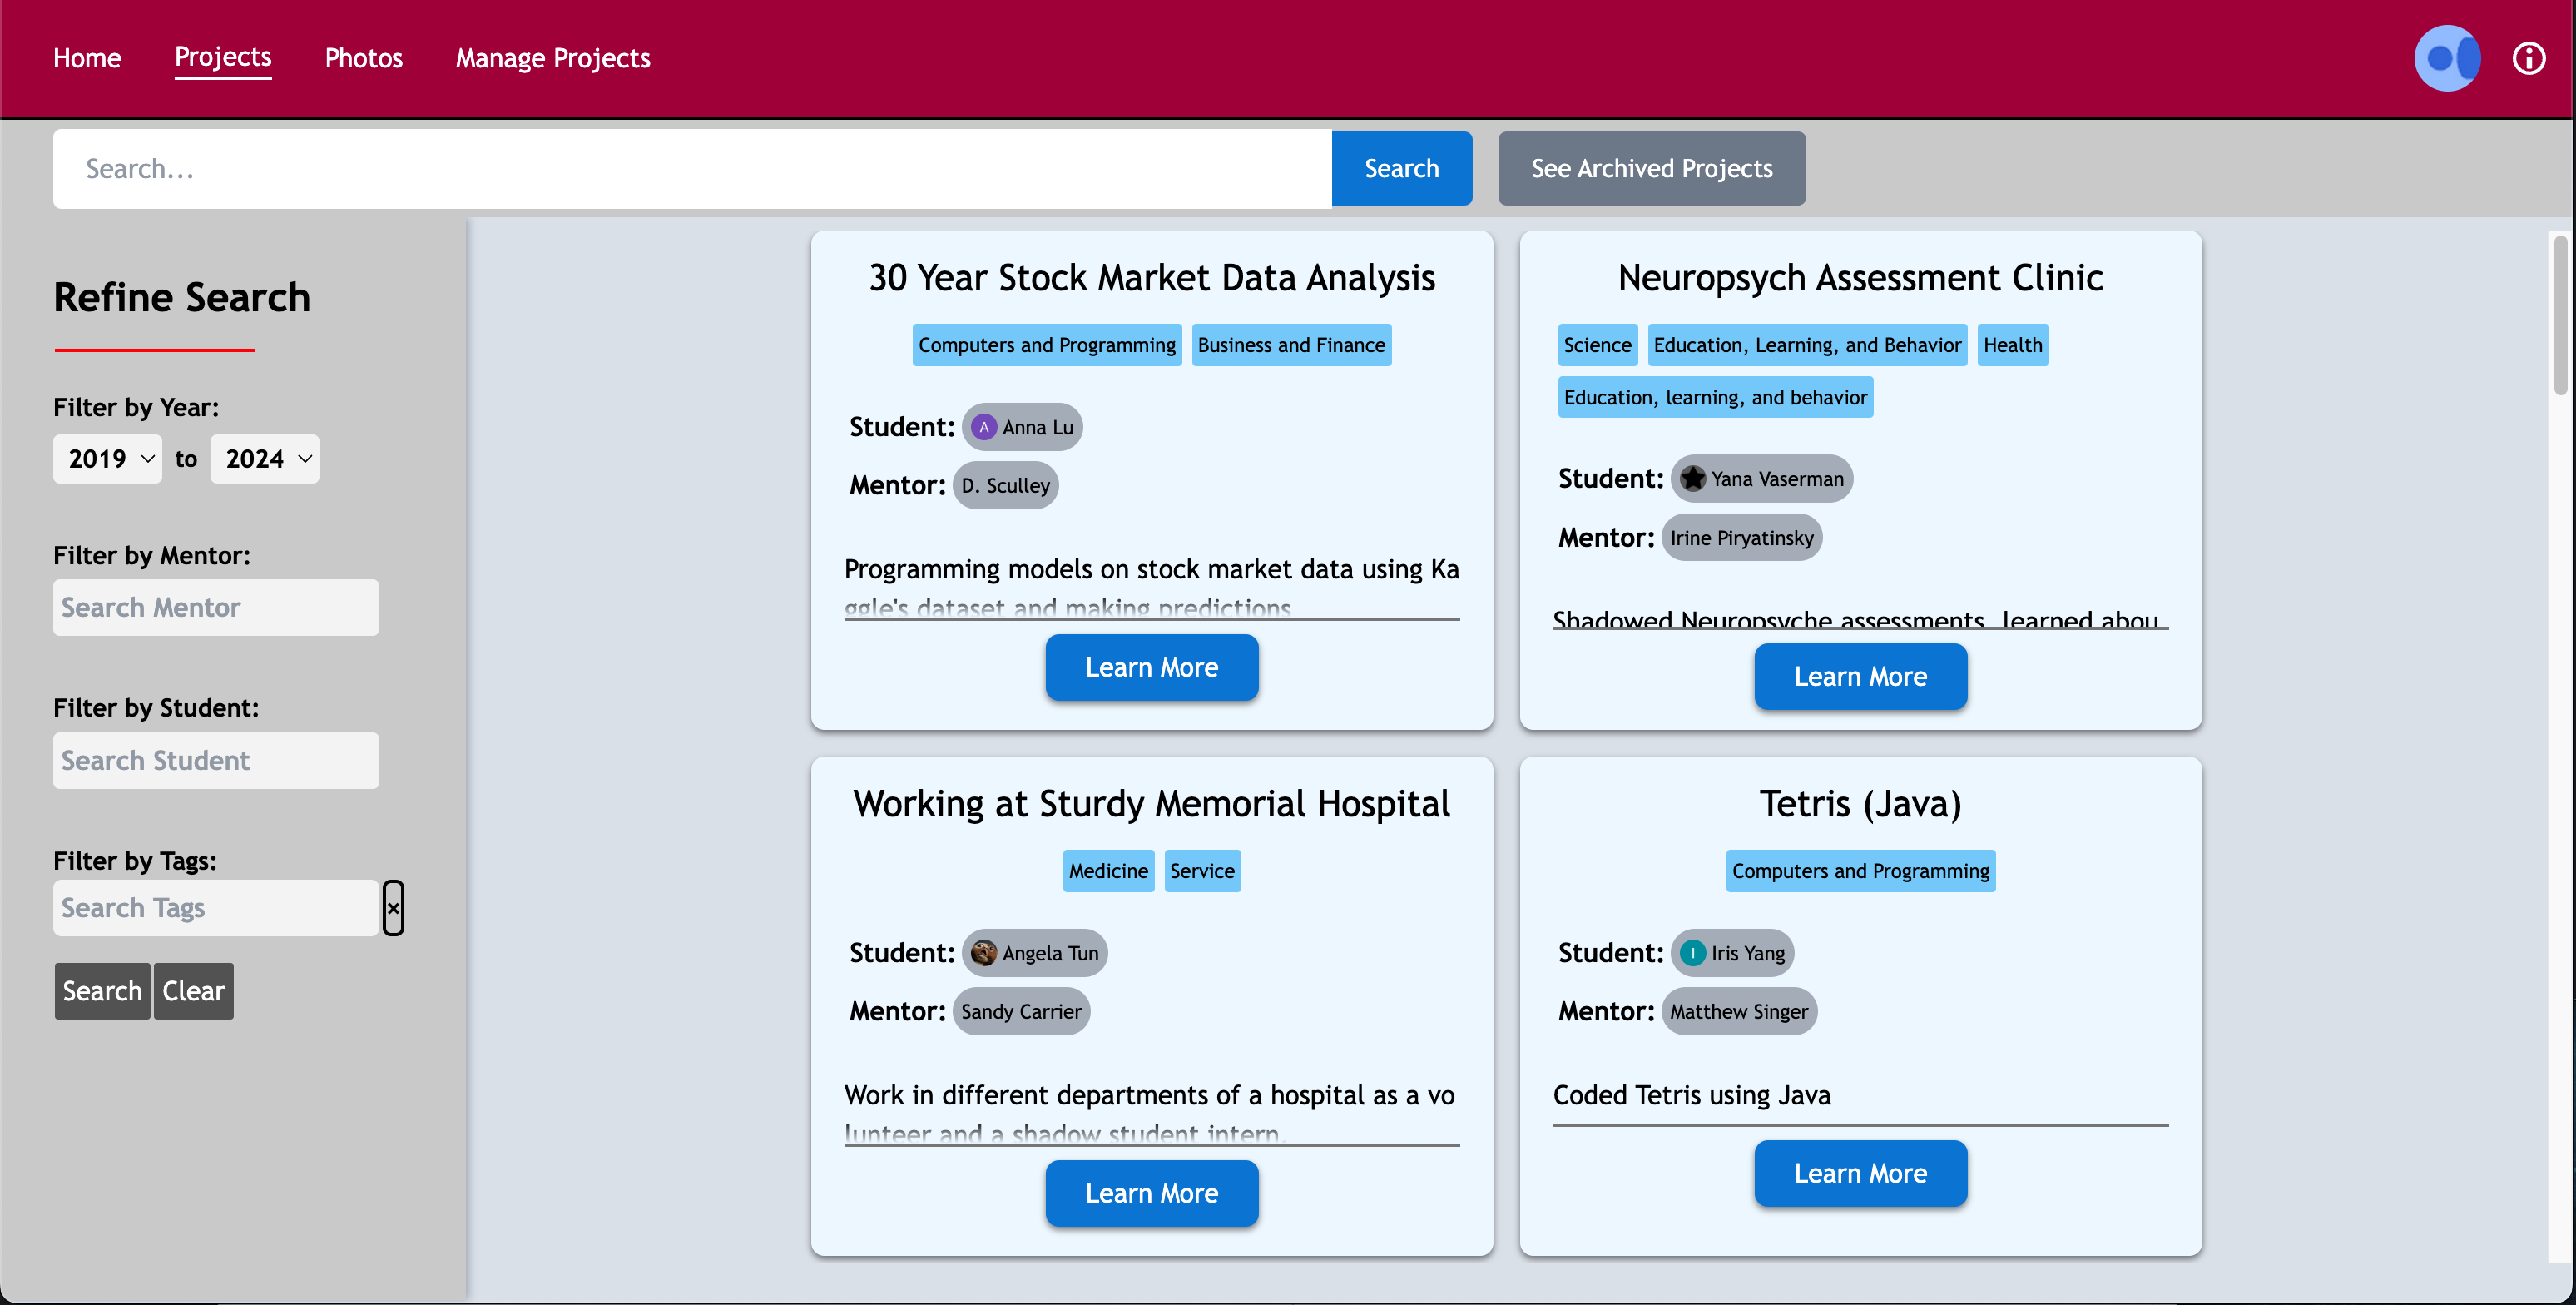 Home Projects Photos Manage Projects
Search...
Search
See Archived Projects
Refine Search
Filter by Year:
2019 to 2024
Filter by Mentor:
Search Mentor
Filter by Student:
Search Student
Filter by Tags:
Search Tags ×
Search Clear
30 Year Stock Market Data Analysis
Computers and Programming Business and Finance
Student: A Anna Lu
Mentor: D. Sculley
Programming models on stock market data using Ka
ggle's dataset and making predictions
Learn More
Neuropsych Assessment Clinic
Science Education, Learning, and Behavior Health
Education, learning, and behavior
Student: Yana Vaserman
Mentor: Irine Piryatinsky
Shadowed Neuropsyche assessments, learned abou
Learn More
Working at Sturdy Memorial Hospital
Medicine Service
Student: Angela Tun
Mentor: Sandy Carrier
Work in different departments of a hospital as a vo
lunteer and a shadow student intern.
Learn More
Tetris (Java)
Computers and Programming
Student: I Iris Yang
Mentor: Matthew Singer
Coded Tetris using Java
Learn More